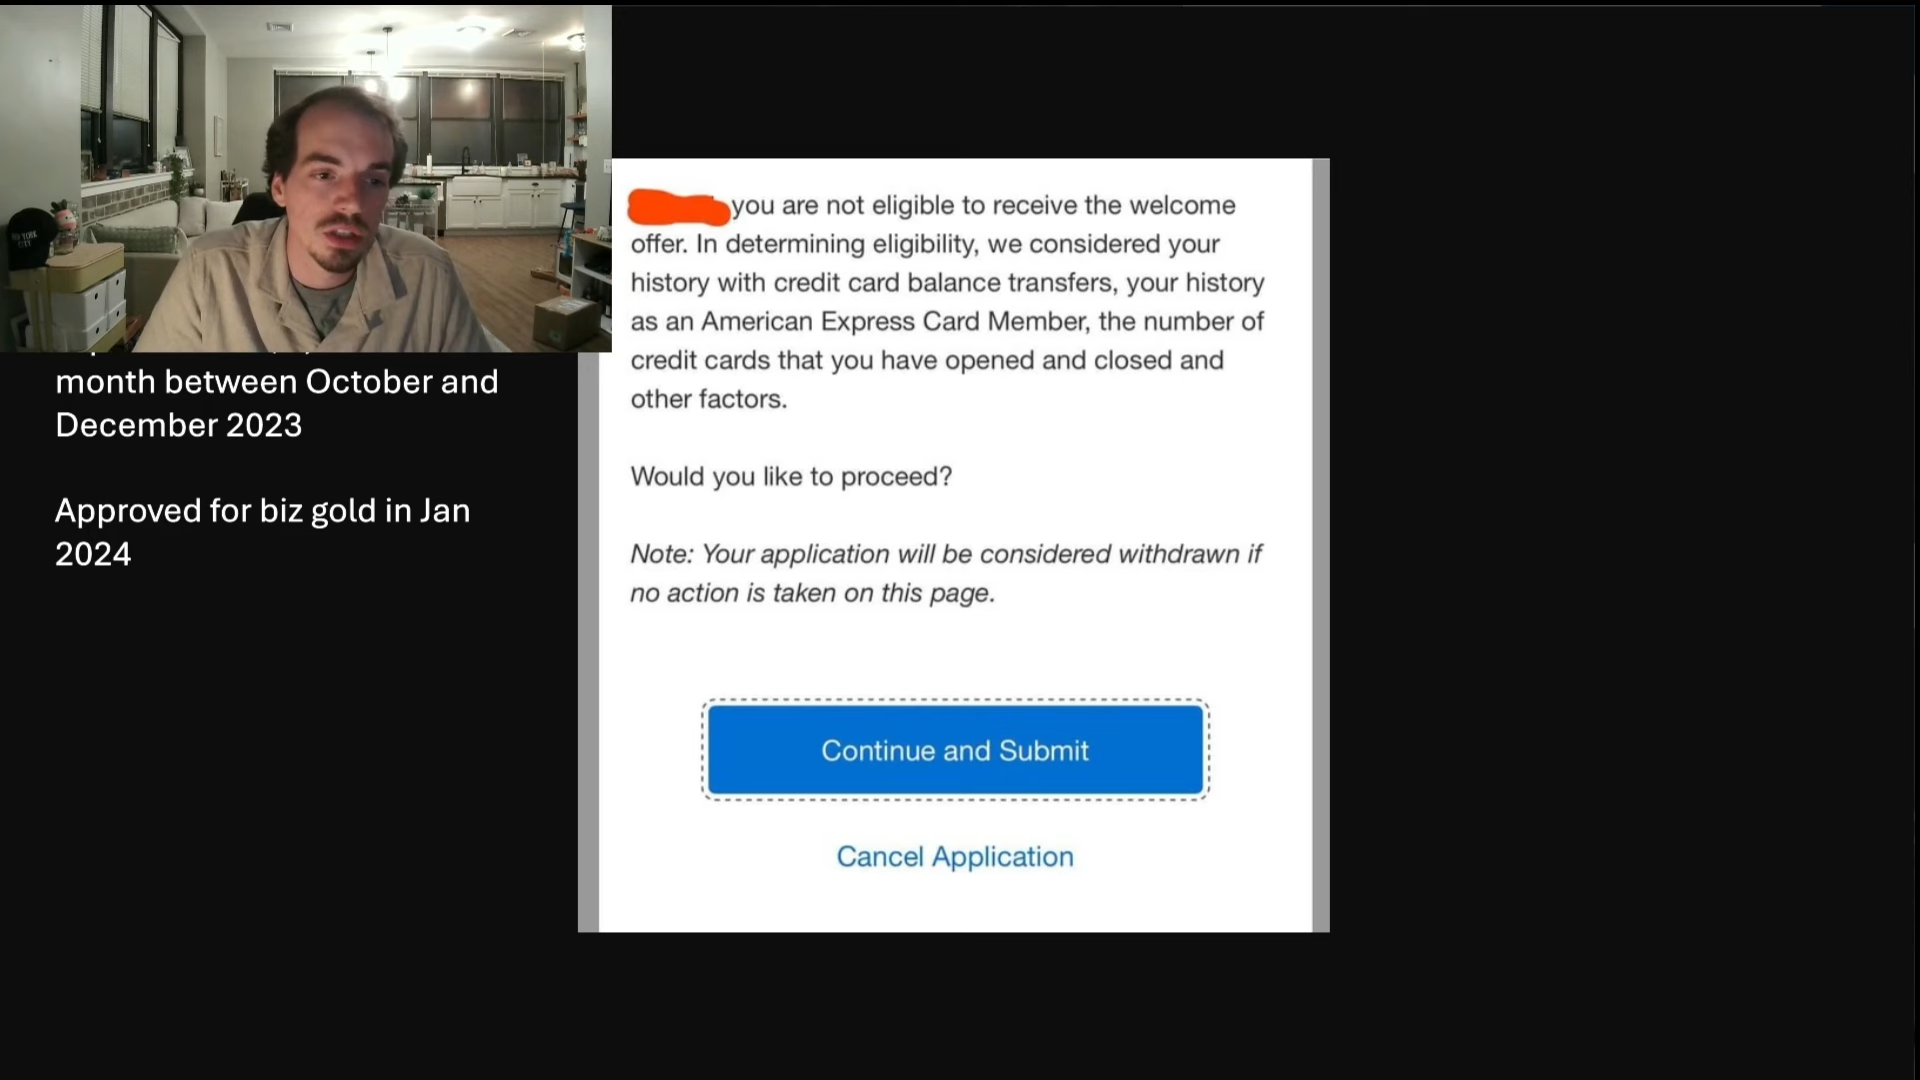 NEW YORK
CITY
month between October and
December 2023
Approved for biz gold in Jan
2024
you are not eligible to receive the welcome
offer. In determining eligibility, we considered your
history with credit card balance transfers, your history
as an American Express Card Member, the number of
credit cards that you have opened and closed and
other factors.
Would you like to proceed?
Note: Your application will be considered withdrawn if
no action is taken on this page.
Continue and Submit
Cancel Application